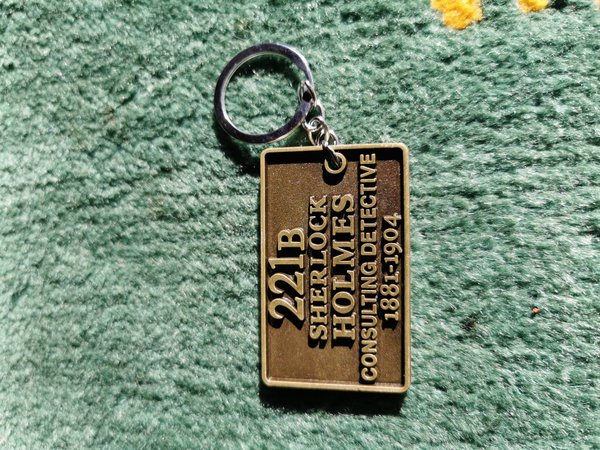 221B
SHERLOCK
HOLMES
CONSULTING DETECTIVE
1881-1904